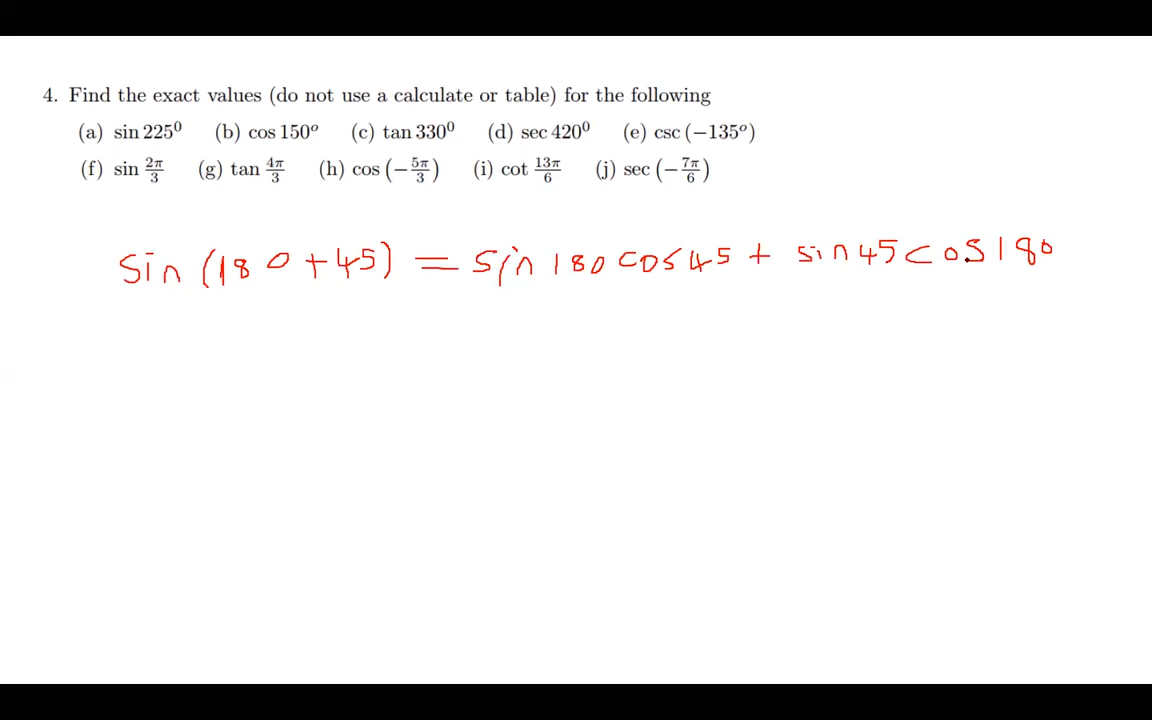 4. Find the exact values (do not use a calculate or table) for the following
(a) sin 225⁰ (b) cos 150ᵒ (c) tan 330⁰ (d) sec 420⁰ (e) csc (−135ᵒ)
(f) sin 2π/3 (g) tan 4π/3 (h) cos (−5π/3) (i) cot 13π/6 (j) sec (−7π/6)
sin (180+45) = sin 180 cos 45 + sin 45 cos 180